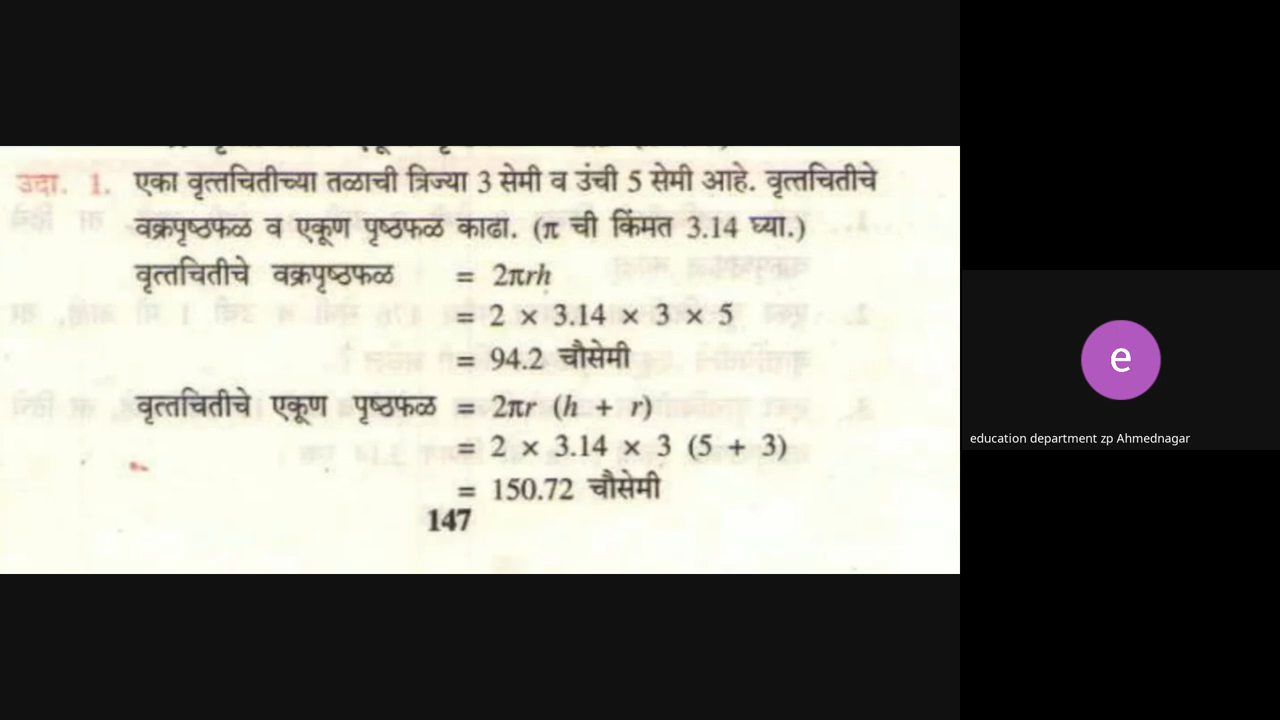 उदा. 1. एका वृत्तचितीच्या तळाची त्रिज्या 3 सेमी व उंची 5 सेमी आहे. वृत्तचितीचे
वक्रपृष्ठफळ व एकूण पृष्ठफळ काढा. (π ची किंमत 3.14 घ्या.)
वृत्तचितीचे वक्रपृष्ठफळ = 2πrh
= 2 × 3.14 × 3 × 5
= 94.2 चौसेमी
वृत्तचितीचे एकूण पृष्ठफळ = 2πr (h + r)
= 2 × 3.14 × 3 (5 + 3)
= 150.72 चौसेमी
147
e
education department zp Ahmednagar